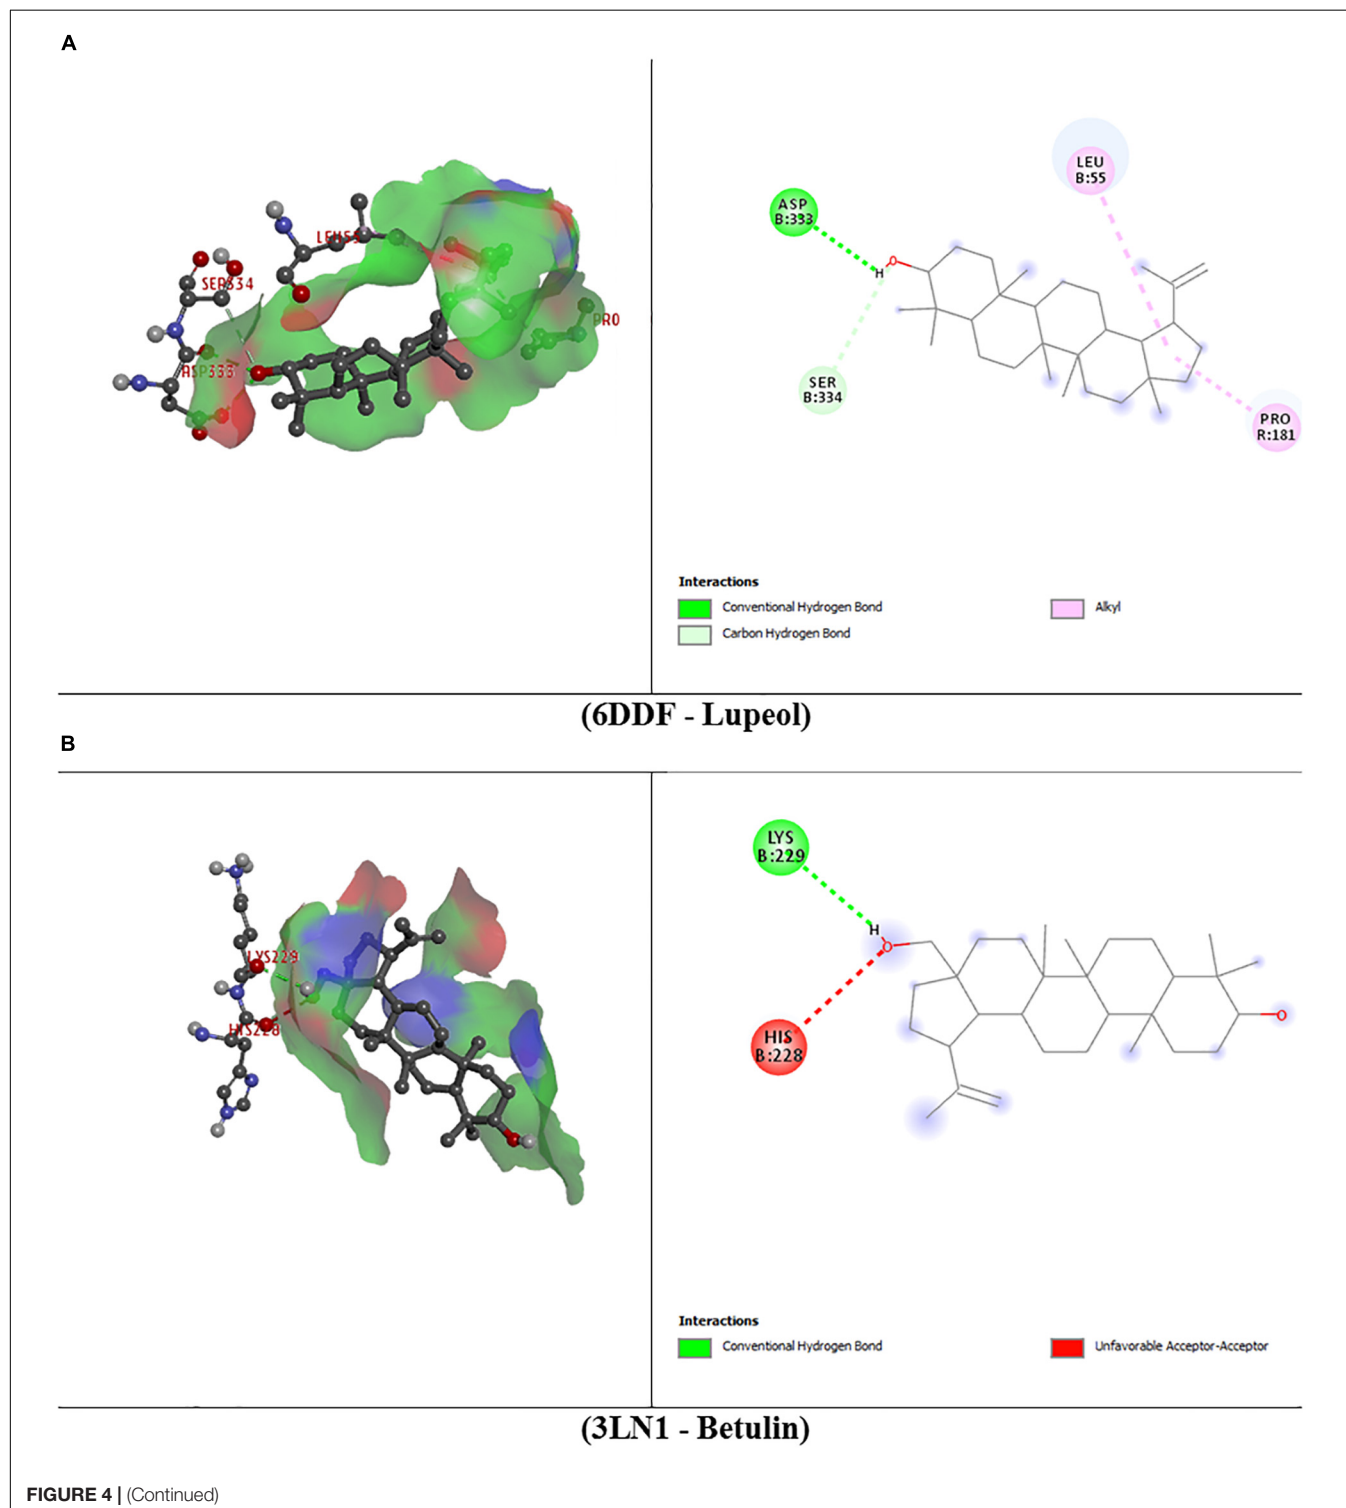 A
LEU55
SER334
ASP333
PRO
LEU
B:55
ASP
B:333
H
O
SER
B:334
PRO
R:181
Interactions
Conventional Hydrogen Bond
Alkyl
Carbon Hydrogen Bond
(6DDF - Lupeol)
B
LYS229
HIS228
LYS
B:229
H
O
HIS
B:228
O
Interactions
Conventional Hydrogen Bond
Unfavorable Acceptor-Acceptor
(3LN1 - Betulin)
FIGURE 4 | (Continued)